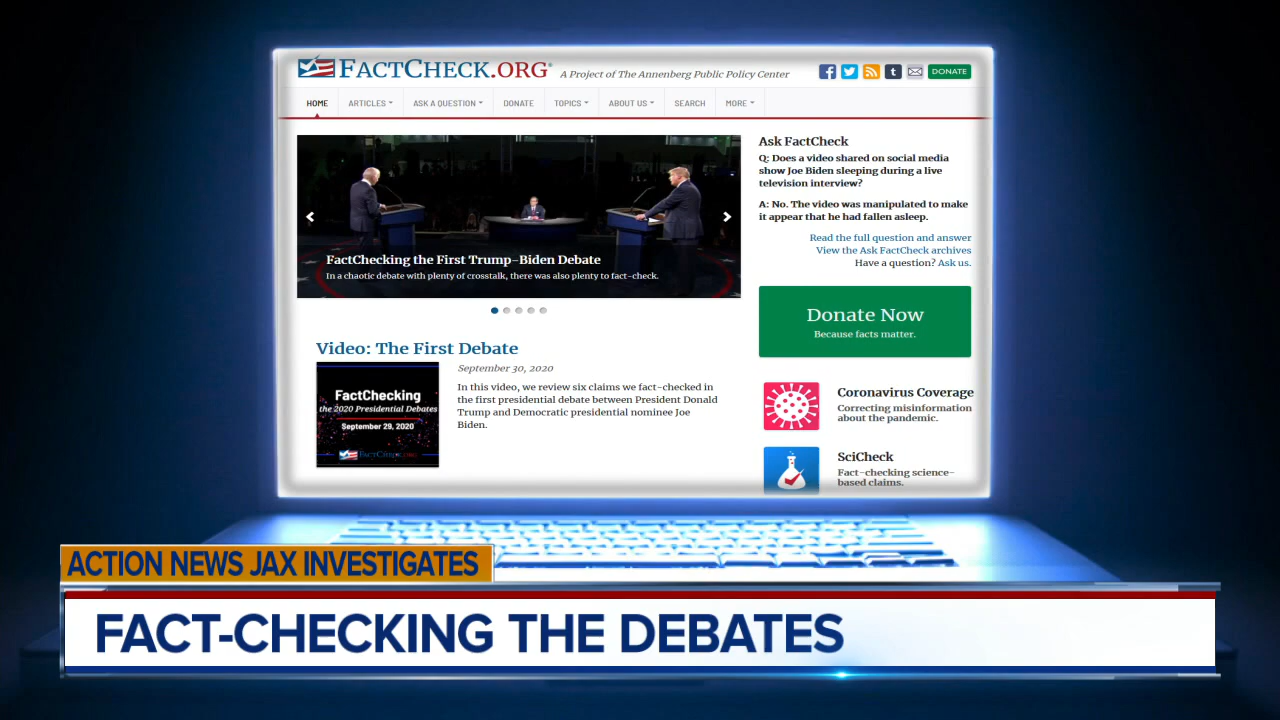 FACTCHECK.ORG®
A Project of The Annenberg Public Policy Center
DONATE
HOME ARTICLES ASK A QUESTION DONATE TOPICS ABOUT US SEARCH MORE
FactChecking the First Trump-Biden Debate
In a chaotic debate with plenty of crosstalk, there was also plenty to fact-check.
Video: The First Debate
September 30, 2020
FactChecking
the 2020 Presidential Debates
September 29, 2020
FACTCHECK.ORG
In this video, we review six claims we fact-checked in
the first presidential debate between President Donald
Trump and Democratic presidential nominee Joe
Biden.
Ask FactCheck
Q: Does a video shared on social media
show Joe Biden sleeping during a live
television interview?
A: No. The video was manipulated to make
it appear that he had fallen asleep.
Read the full question and answer
View the Ask FactCheck archives
Have a question? Ask us.
Donate Now
Because facts matter.
Coronavirus Coverage
Correcting misinformation
about the pandemic.
SciCheck
Fact-checking science-
based claims.
ACTION NEWS JAX INVESTIGATES
FACT-CHECKING THE DEBATES